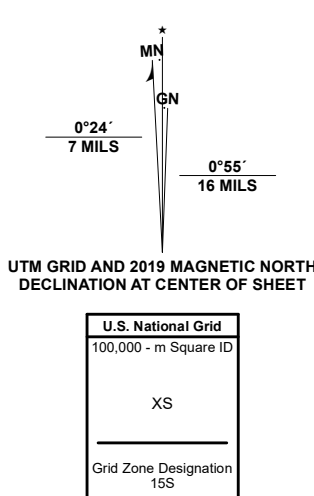 ★
MN
GN
0°24´
7 MILS
0°55´
16 MILS
UTM GRID AND 2019 MAGNETIC NORTH
DECLINATION AT CENTER OF SHEET
U.S. National Grid
100,000 - m Square ID
XS
Grid Zone Designation
15S